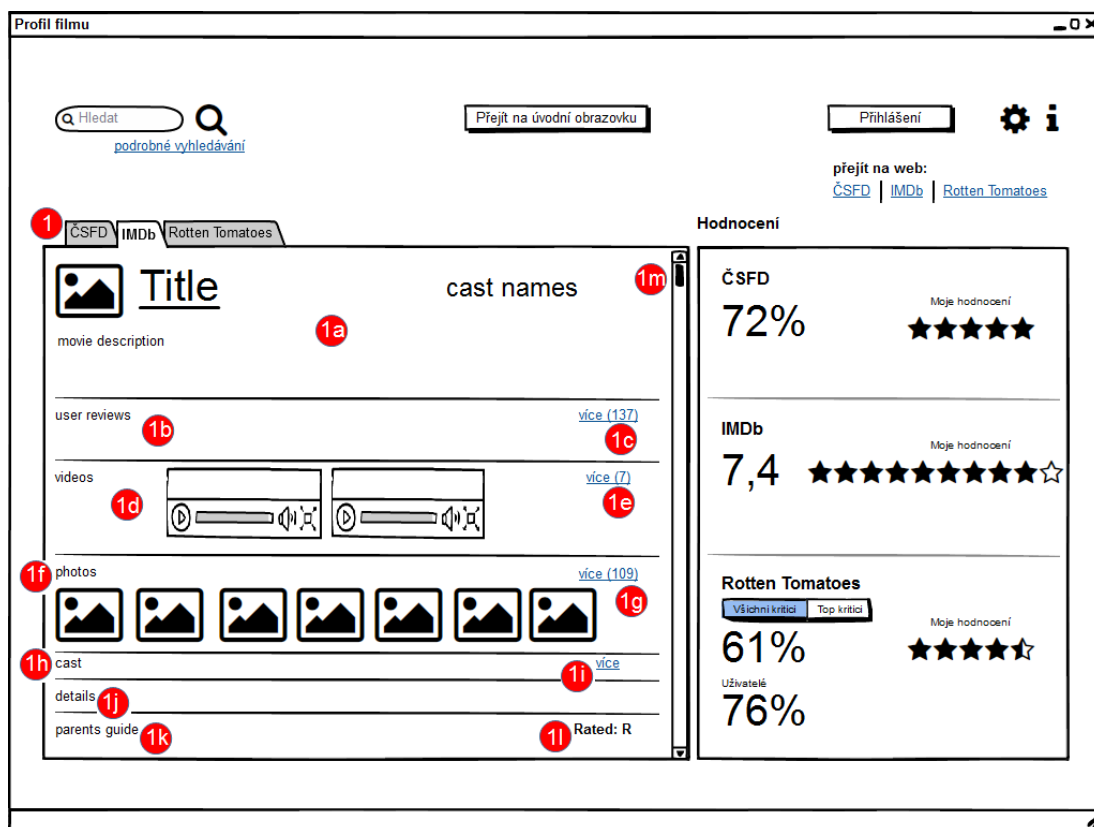 Profil filmu
Hledat
podrobné vyhledávání
Přejít na úvodní obrazovku
Přihlášení
přejít na web:
ČSFD | IMDb | Rotten Tomatoes
1
ČSFD
IMDb
Rotten Tomatoes
Title
cast names
1m
1a
movie description
user reviews
1b
více (137)
1c
videos
1d
více (7)
1e
1f
photos
více (109)
1g
1h
cast
1i
více
details
1j
parents guide
1k
1l
Rated: R
Hodnocení
ČSFD
72%
Moje hodnocení
IMDb
7,4
Moje hodnocení
Rotten Tomatoes
Všichni kritici
Top kritici
61%
Moje hodnocení
Uživatelé
76%